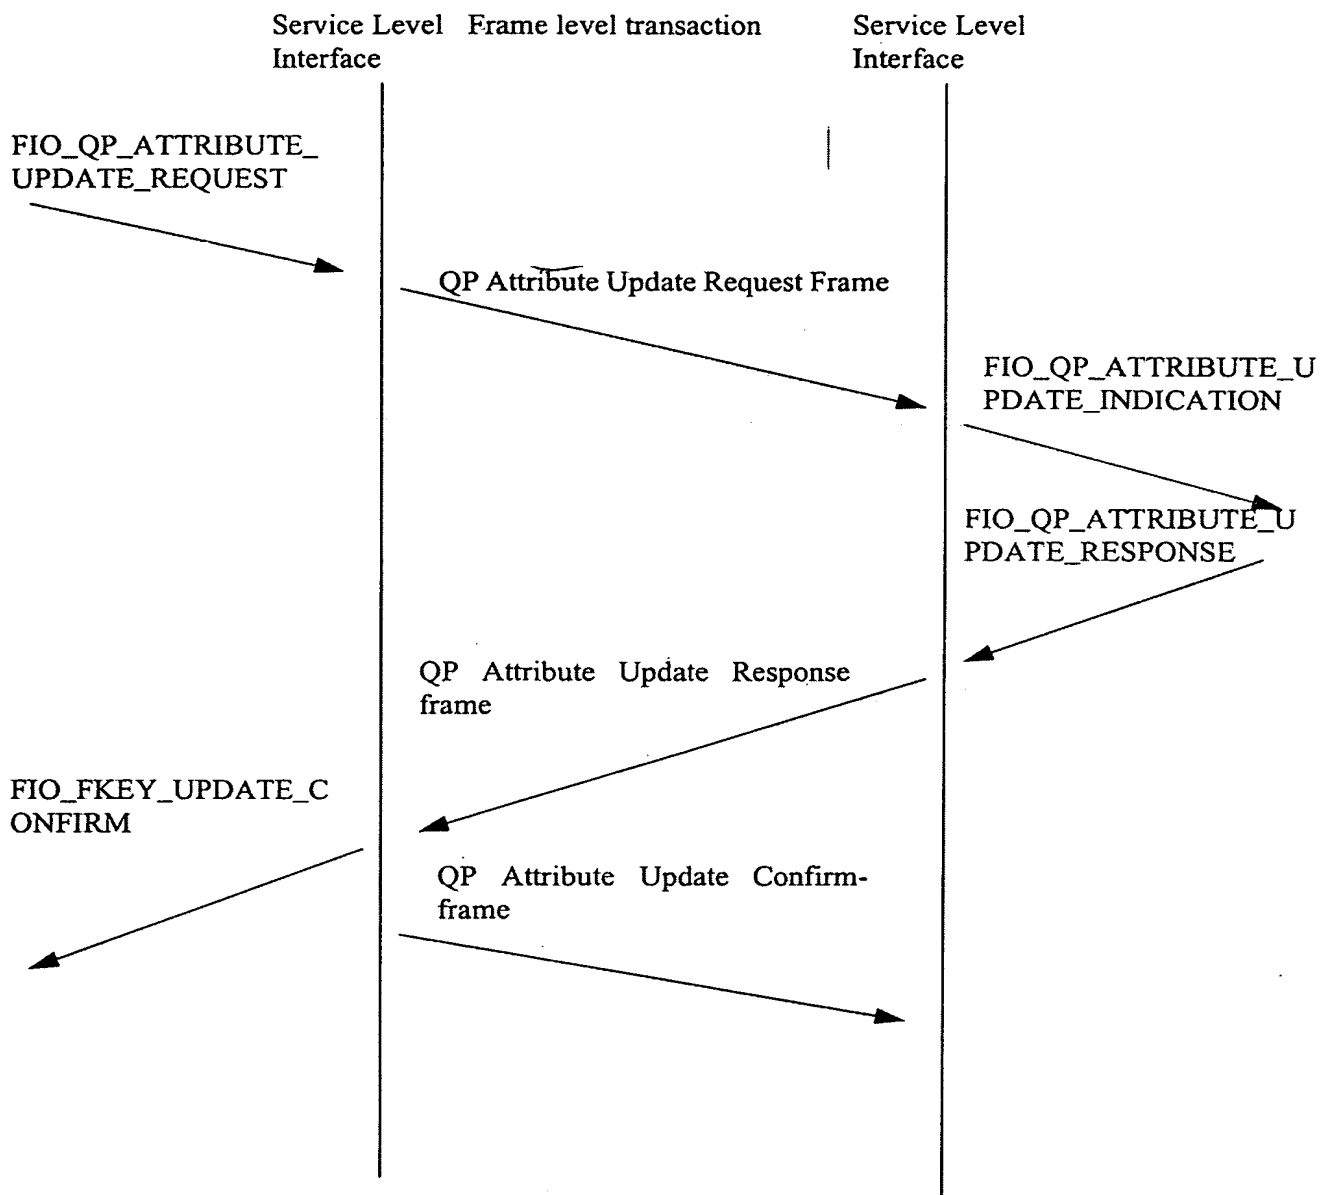 Service Level Frame level transaction Service Level
Interface Interface
FIO_QP_ATTRIBUTE_
UPDATE_REQUEST
QP Attribute Update Request Frame
FIO_QP_ATTRIBUTE_U
PDATE_INDICATION
FIO_QP_ATTRIBUTE_U
PDATE_RESPONSE
QP Attribute Update Response
frame
FIO_FKEY_UPDATE_C
ONFIRM
QP Attribute Update Confirm-
frame